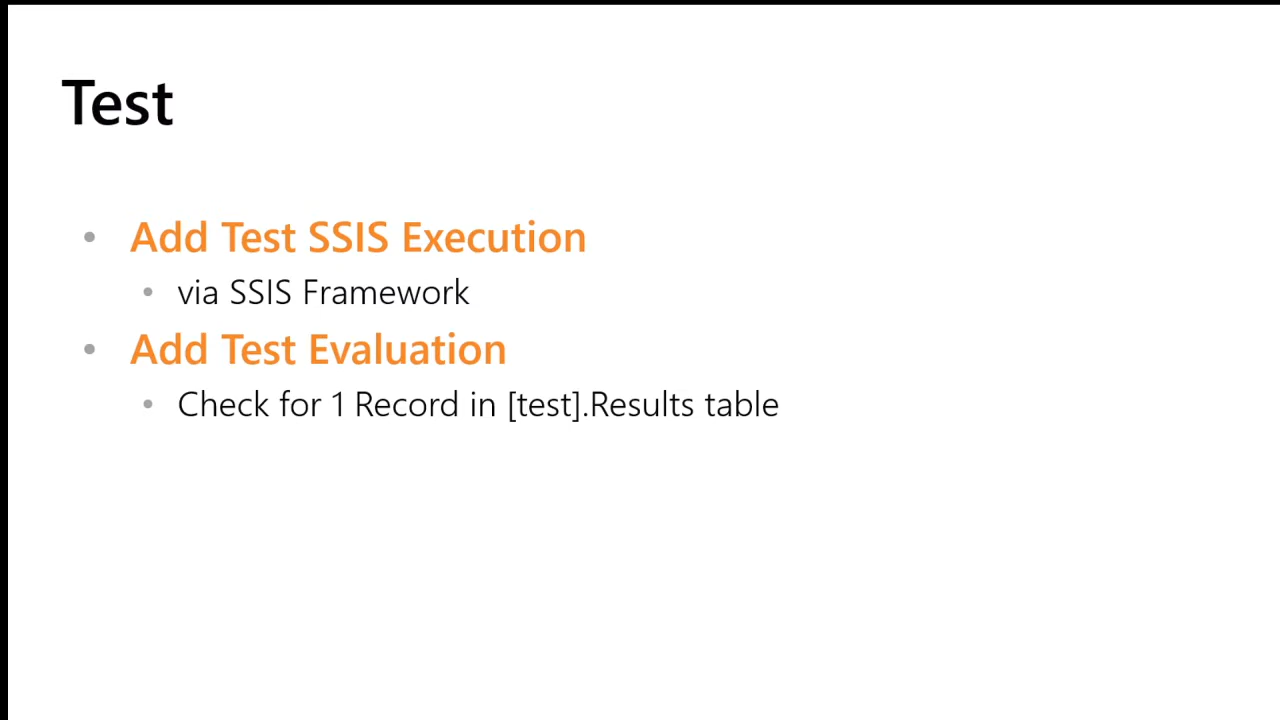 Test
• Add Test SSIS Execution
• via SSIS Framework
• Add Test Evaluation
• Check for 1 Record in [test].Results table